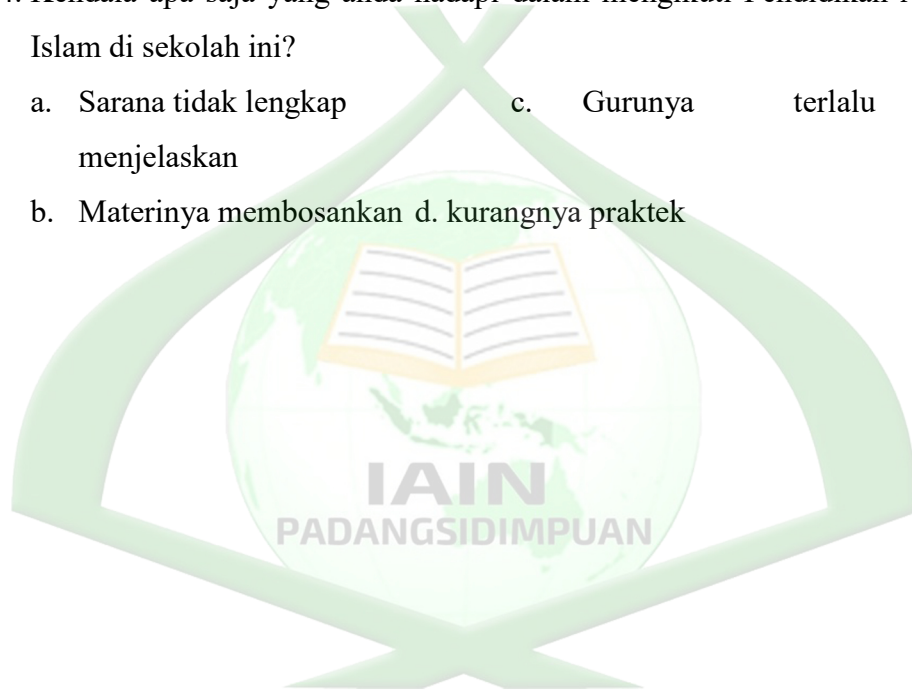 Islam di sekolah ini?
a. Sarana tidak lengkap c. Gurunya terlalu
menjelaskan
b. Materinya membosankan d. kurangnya praktek
IAIN
PADANGSIDIMPUAN